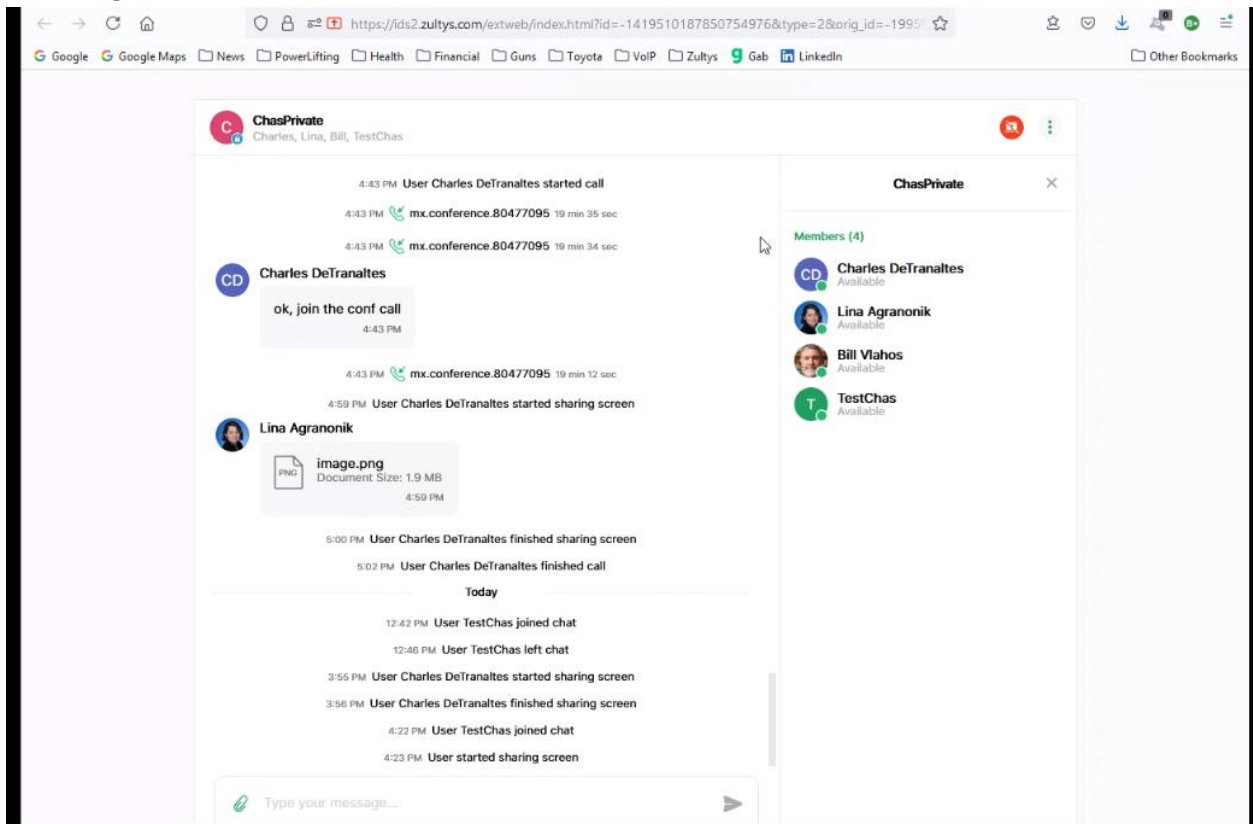 https://ids2.zultys.com/extweb/index.html?id=-1419510187850754976&type=2&orig_id=-1995
Google Google Maps News PowerLifting Health Financial Guns Toyota VoIP Zultys Gab LinkedIn Other Bookmarks
C ChasPrivate
Charles, Lina, Bill, TestChas
4:43 PM User Charles DeTranaltes started call
4:43 PM mx.conference.80477095 19 min 35 sec
4:43 PM mx.conference.80477095 19 min 34 sec
CD Charles DeTranaltes
ok, join the conf call
4:43 PM
4:43 PM mx.conference.80477095 19 min 12 sec
4:59 PM User Charles DeTranaltes started sharing screen
Lina Agranonik
PNG image.png
Document Size: 1.9 MB
4:59 PM
5:00 PM User Charles DeTranaltes finished sharing screen
5:02 PM User Charles DeTranaltes finished call
Today
12:42 PM User TestChas joined chat
12:46 PM User TestChas left chat
3:55 PM User Charles DeTranaltes started sharing screen
3:56 PM User Charles DeTranaltes finished sharing screen
4:22 PM User TestChas joined chat
4:23 PM User started sharing screen
Type your message...
ChasPrivate
Members (4)
CD Charles DeTranaltes
Available
Lina Agranonik
Available
Bill Vlahos
Available
T TestChas
Available